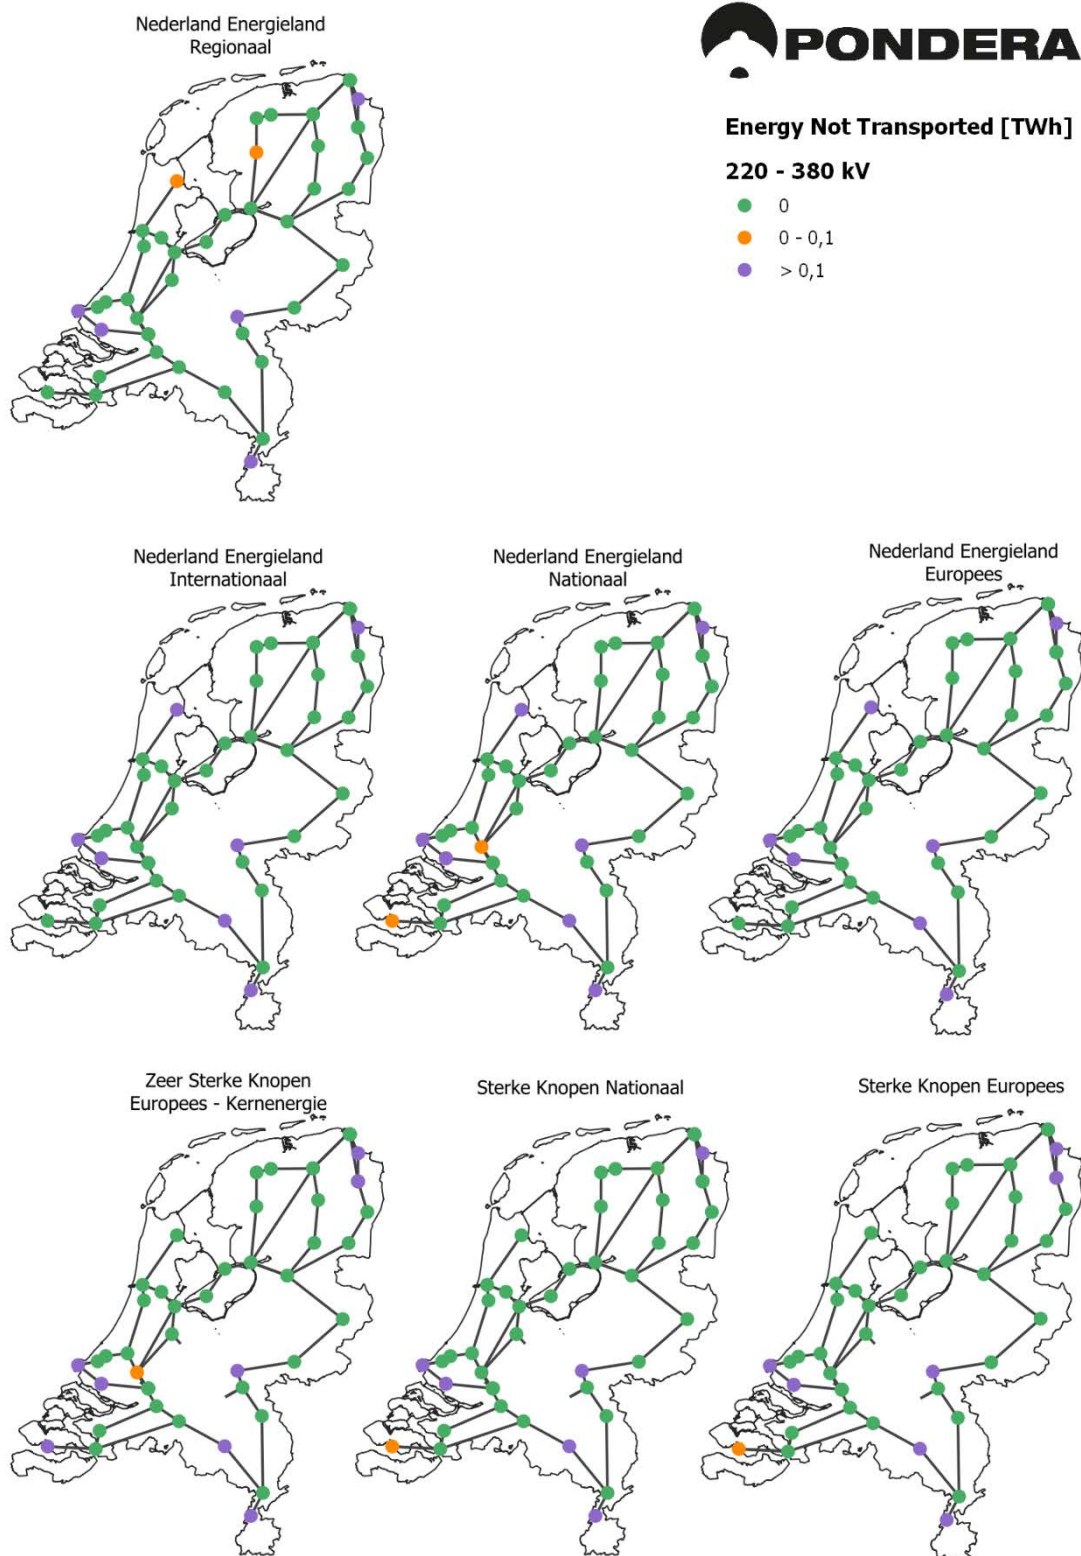 Nederland Energieland
Regionaal
PONDERA
Energy Not Transported [TWh]
220 - 380 kV
0
0 - 0,1
> 0,1
Nederland Energieland
Internationaal
Nederland Energieland
Nationaal
Nederland Energieland
Europees
Zeer Sterke Knopen
Europees - Kernenergie
Sterke Knopen Nationaal
Sterke Knopen Europees